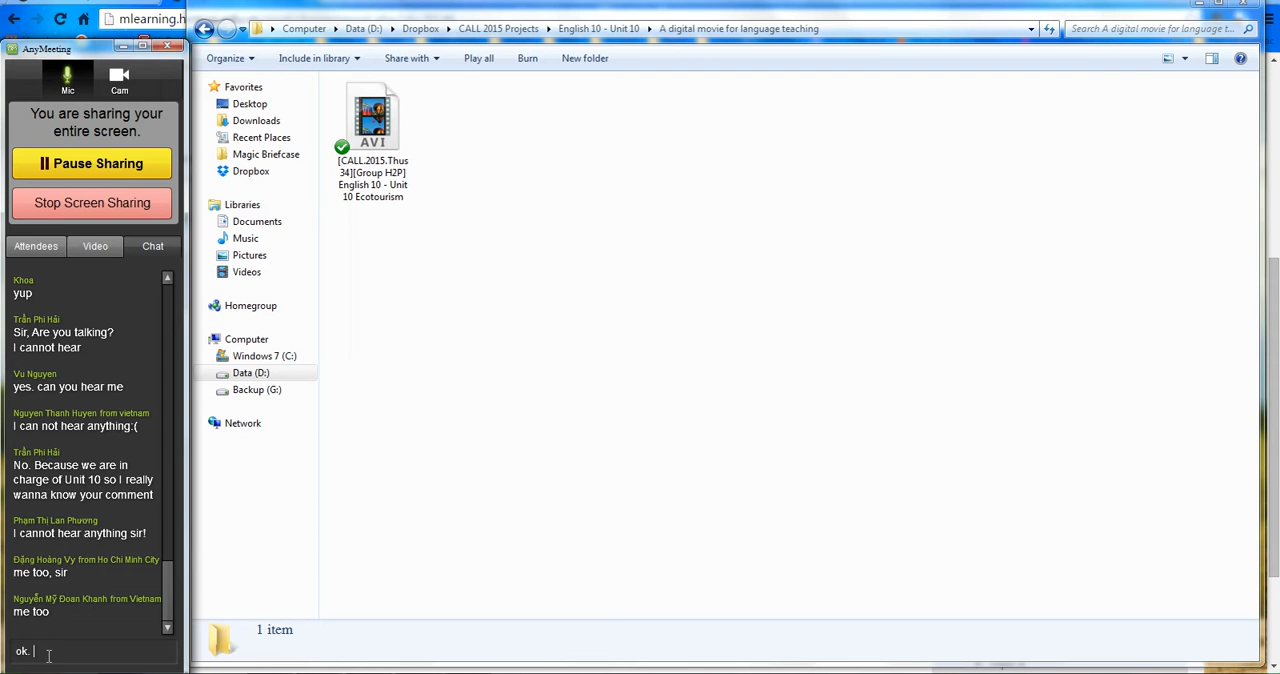 mlearning.h
Computer
Data (D:)
Dropbox
CALL 2015 Projects
English 10 - Unit 10
A digital movie for language teaching
Search A digital movie for language t...
AnyMeeting
Mic
Cam
You are sharing your
entire screen.
Pause Sharing
Stop Screen Sharing
Attendees
Video
Chat
Khoa
yup
Trần Phi Hải
Sir, Are you talking?
I cannot hear
Vu Nguyen
yes. can you hear me
Nguyen Thanh Huyen from vietnam
I can not hear anything:(
Trần Phi Hải
No. Because we are in
charge of Unit 10 so I really
wanna know your comment
Phạm Thị Lan Phương
I cannot hear anything sir!
Đặng Hoàng Vy from Ho Chi Minh City
me too, sir
Nguyễn Mỹ Đoan Khanh from Vietnam
me too
ok.
Organize
Include in library
Share with
Play all
Burn
New folder
Favorites
Desktop
Downloads
Recent Places
Magic Briefcase
Dropbox
Libraries
Documents
Music
Pictures
Videos
Homegroup
Computer
Windows 7 (C:)
Data (D:)
Backup (G:)
Network
AVI
[CALL.2015.Thus
34][Group H2P]
English 10 - Unit
10 Ecotourism
1 item